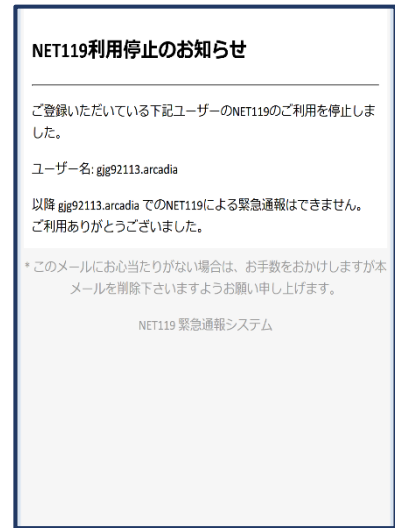 NET119利用停止のお知らせ
ご登録いただいている下記ユーザーのNET119のご利用を停止しま
した。
ユーザー名: gjg92113.arcadia
以降 gjg92113.arcadia でのNET119による緊急通報はできません。
ご利用ありがとうございました。
* このメールにお心当たりがない場合は、お手数をおかけしますが本
メールを削除下さいますようお願い申し上げます。
NET119 緊急通報システム